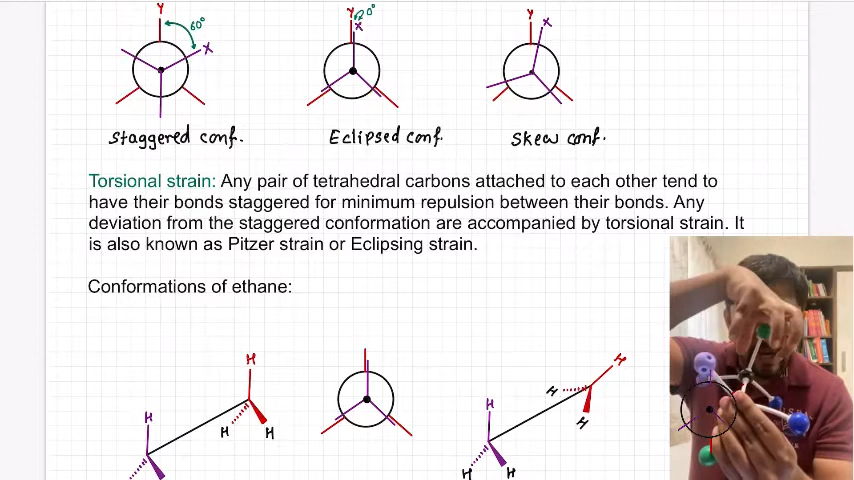 Y
60°
X
Y
0°
X
X
Staggered conf.
Eclipsed conf.
Skew conf.
Torsional strain: Any pair of tetrahedral carbons attached to each other tend to
have their bonds staggered for minimum repulsion between their bonds. Any
deviation from the staggered conformation are accompanied by torsional strain. It
is also known as Pitzer strain or Eclipsing strain.
Conformations of ethane:
H
H
H
H
H
H
H
H
H
H
H